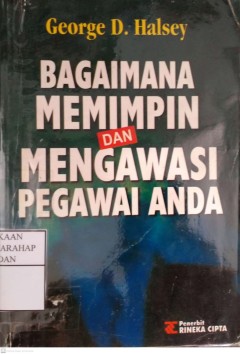 George D. Halsey
BAGAIMANA
MEMIMPIN
DAN
MENGAWASI
PEGAWAI ANDA
KAAN
ARAHAP
DAN
Penerbit
RINEKA CIPTA